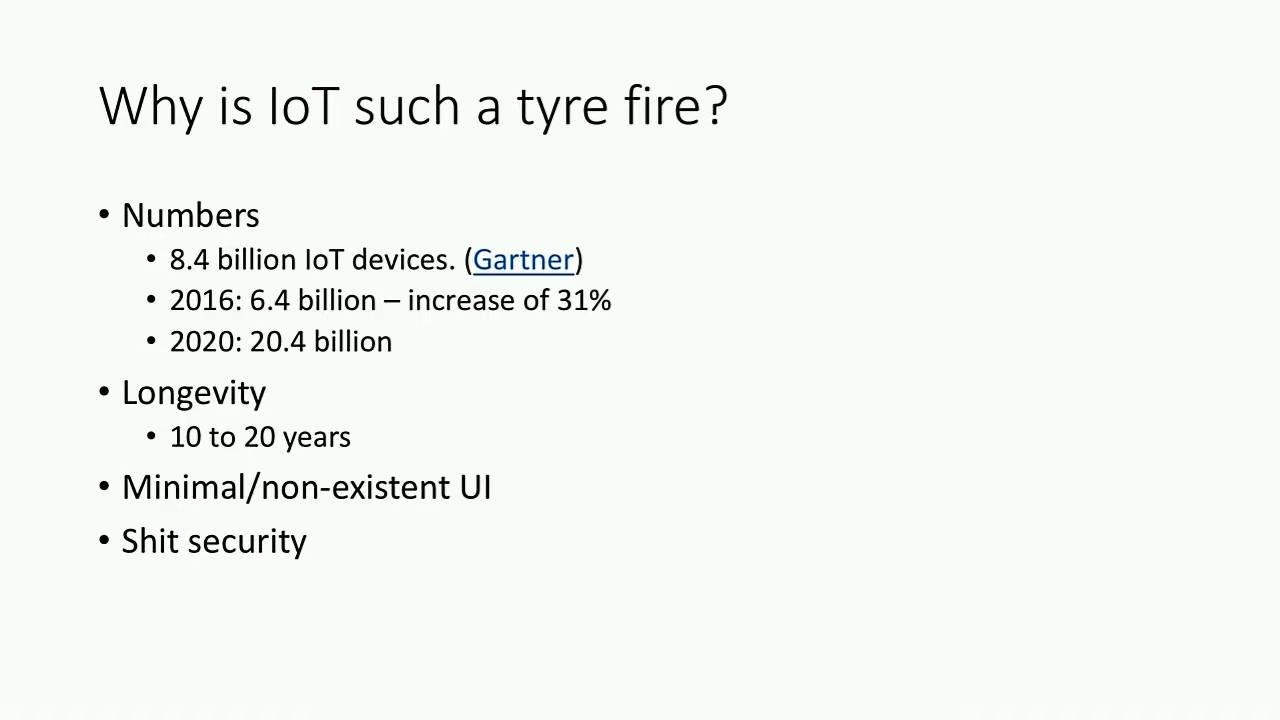 Why is IoT such a tyre fire?
• Numbers
• 8.4 billion IoT devices. (Gartner)
• 2016: 6.4 billion – increase of 31%
• 2020: 20.4 billion
• Longevity
• 10 to 20 years
• Minimal/non-existent UI
• Shit security